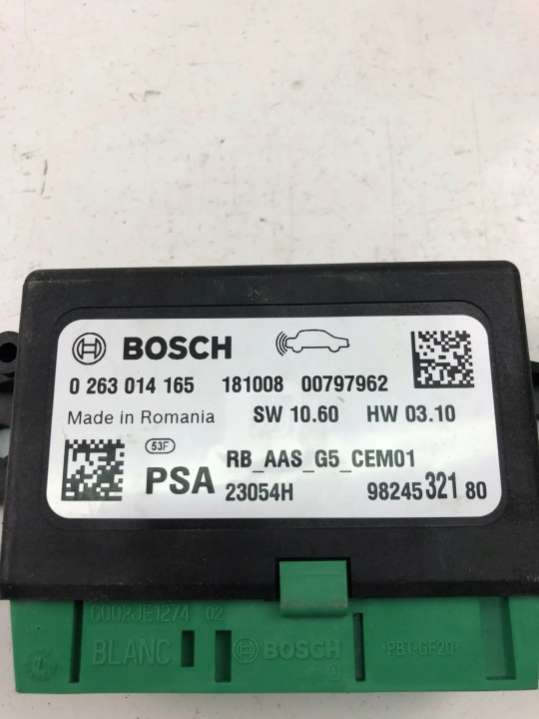 BOSCH
0 263 014 165 181008 00797962
Made in Romania SW 10.60 HW 03.10
53F
PSA RB_AAS_G5_CEM01
23054H 98245 321 80
BLANC BOSCH